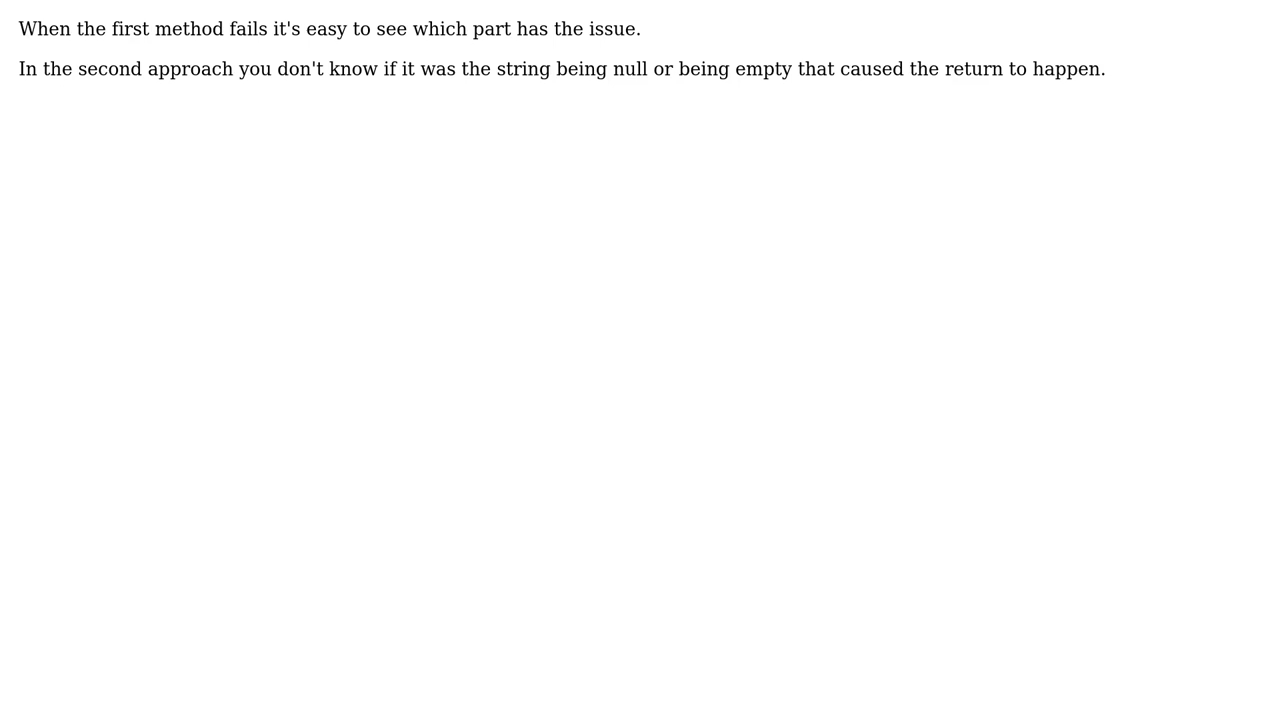 When the first method fails it's easy to see which part has the issue.
In the second approach you don't know if it was the string being null or being empty that caused the return to happen.